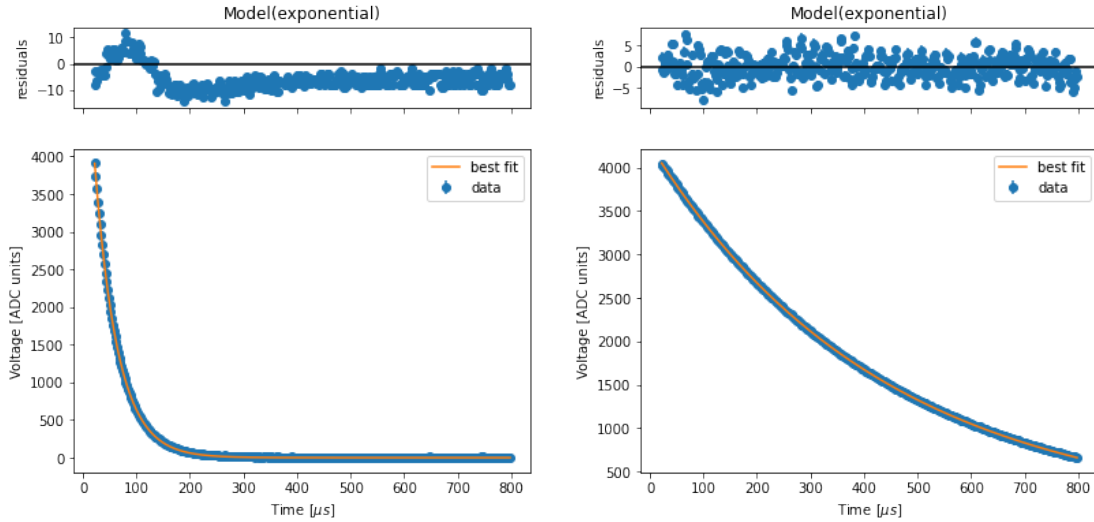 Model(exponential)
10
0
−10
residuals
4000
3500
3000
2500
2000
1500
1000
500
0
Voltage [ADC units]
best fit
data
0 100 200 300 400 500 600 700 800
Time [μs]
Model(exponential)
5
0
−5
residuals
4000
3500
3000
2500
2000
1500
1000
500
Voltage [ADC units]
best fit
data
0 100 200 300 400 500 600 700 800
Time [μs]